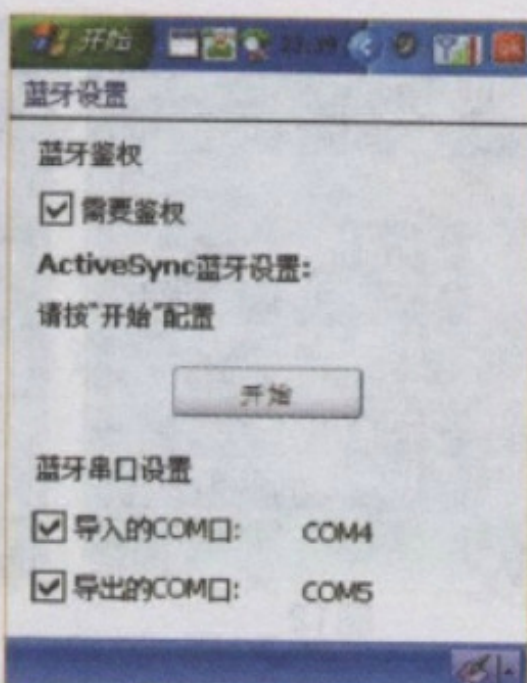 开始
蓝牙设置
蓝牙鉴权
需要鉴权
ActiveSync蓝牙设置:
请按"开始"配置
开始
蓝牙串口设置
导入的COM口: COM4
导出的COM口: COM5